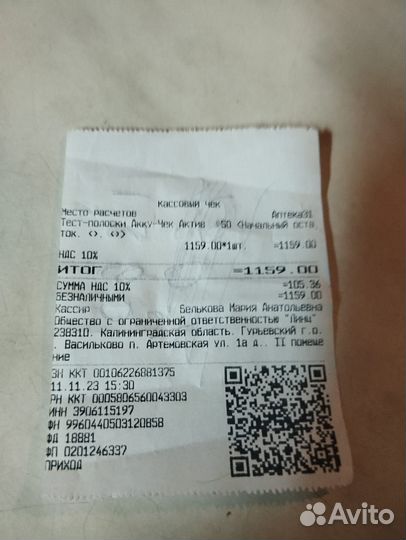 Кассовый чек
Место расчетов Аптека31
Тест-полоски Акку-Чек Актив №50 <Начальный оста
ток. <>, <>>
1159.00*1шт. =1159.00
НДС 10%
ИТОГ =1159.00
СУММА НДС 10% =105.36
БЕЗНАЛИЧНЫМИ =1159.00
Кассир Белькова Мария Анатольевна
Общество с ограниченной ответственностью "Линц"
238310. Калининградская область. Гурьевский г.о.
. Васильково п. Артемовская ул. 1а д.. II помеще
ние
ЗН ККТ 00106226881375
11.11.23 15:30
РН ККТ 0005806560043303
ИНН 3906115197
ФН 9960440503120858
ФД 18881
ФП 0201246337
ПРИХОД
Avito